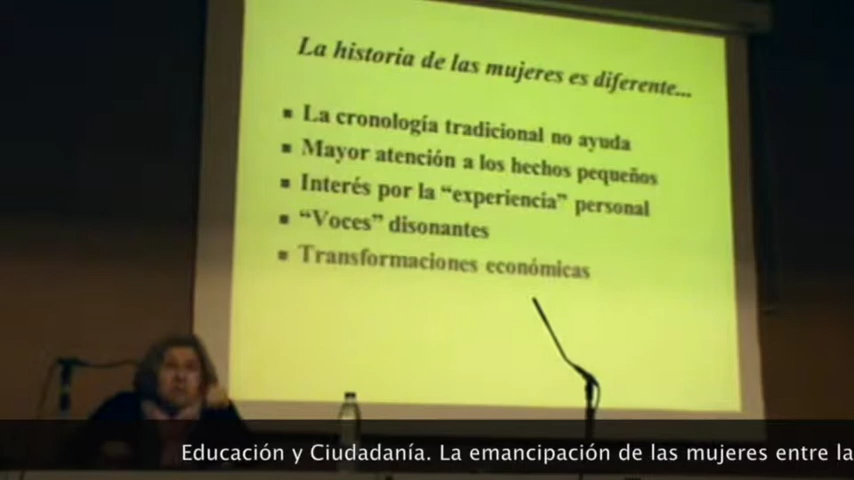 La historia de las mujeres es diferente...
▪ La cronología tradicional no ayuda
▪ Mayor atención a los hechos pequeños
▪ Interés por la “experiencia” personal
▪ “Voces” disonantes
▪ Transformaciones económicas
Educación y Ciudadanía. La emancipación de las mujeres entre la